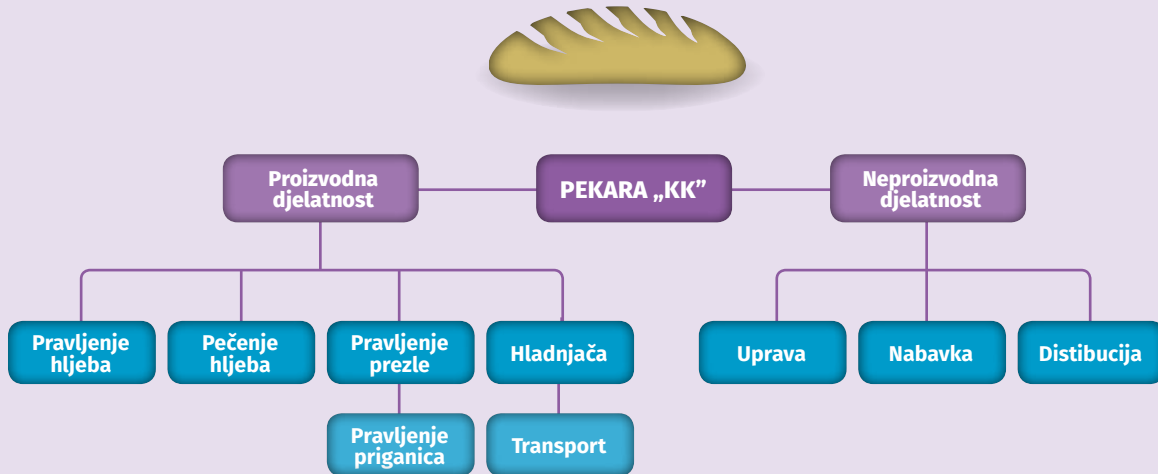 Proizvodna
djelatnost
PEKARA „KK”
Neproizvodna
djelatnost
Pravljenje
hljeba
Pečenje
hljeba
Pravljenje
prezle
Hladnjača
Uprava
Nabavka
Distibucija
Pravljenje
priganica
Transport